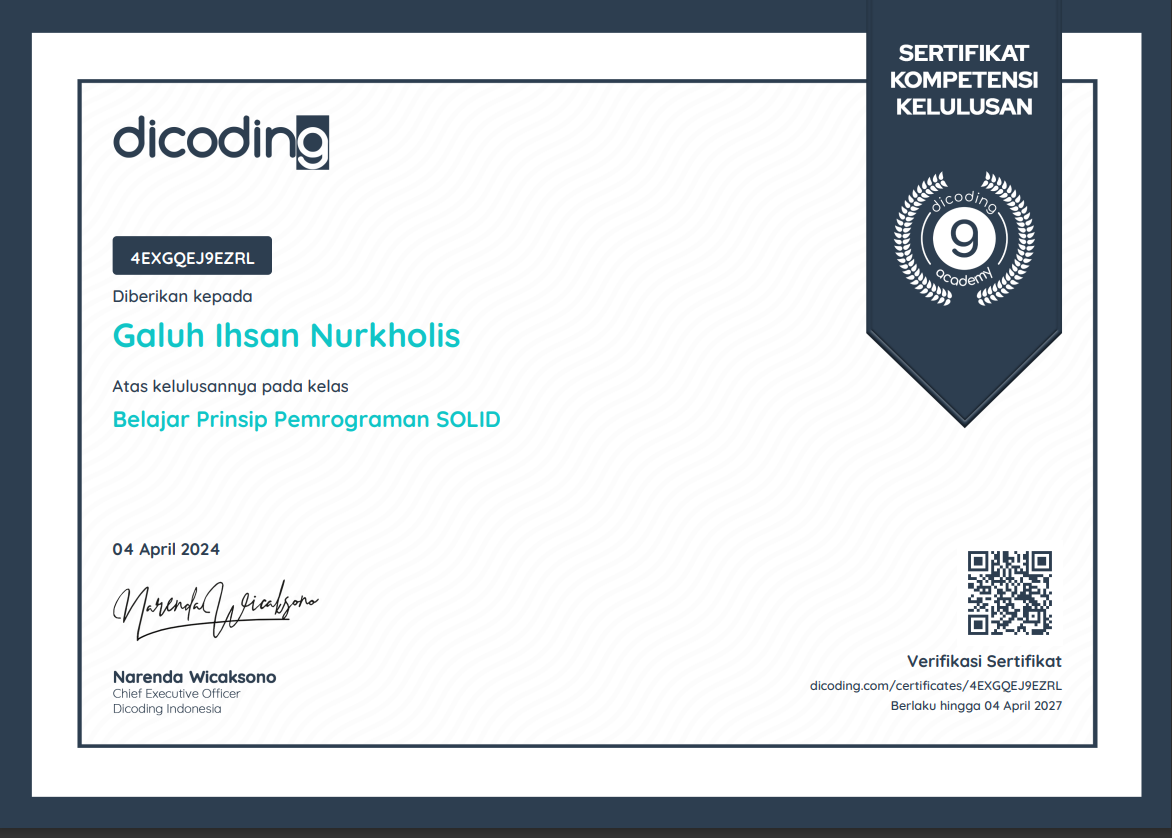 SERTIFIKAT
KOMPETENSI
KELULUSAN
dicoding
dicoding
9
academy
4EXGQEJ9EZRL
Diberikan kepada
Galuh Ihsan Nurkholis
Atas kelulusannya pada kelas
Belajar Prinsip Pemrograman SOLID
04 April 2024
Narenda Wicaksono
Narenda Wicaksono
Chief Executive Officer
Dicoding Indonesia
Verifikasi Sertifikat
dicoding.com/certificates/4EXGQEJ9EZRL
Berlaku hingga 04 April 2027